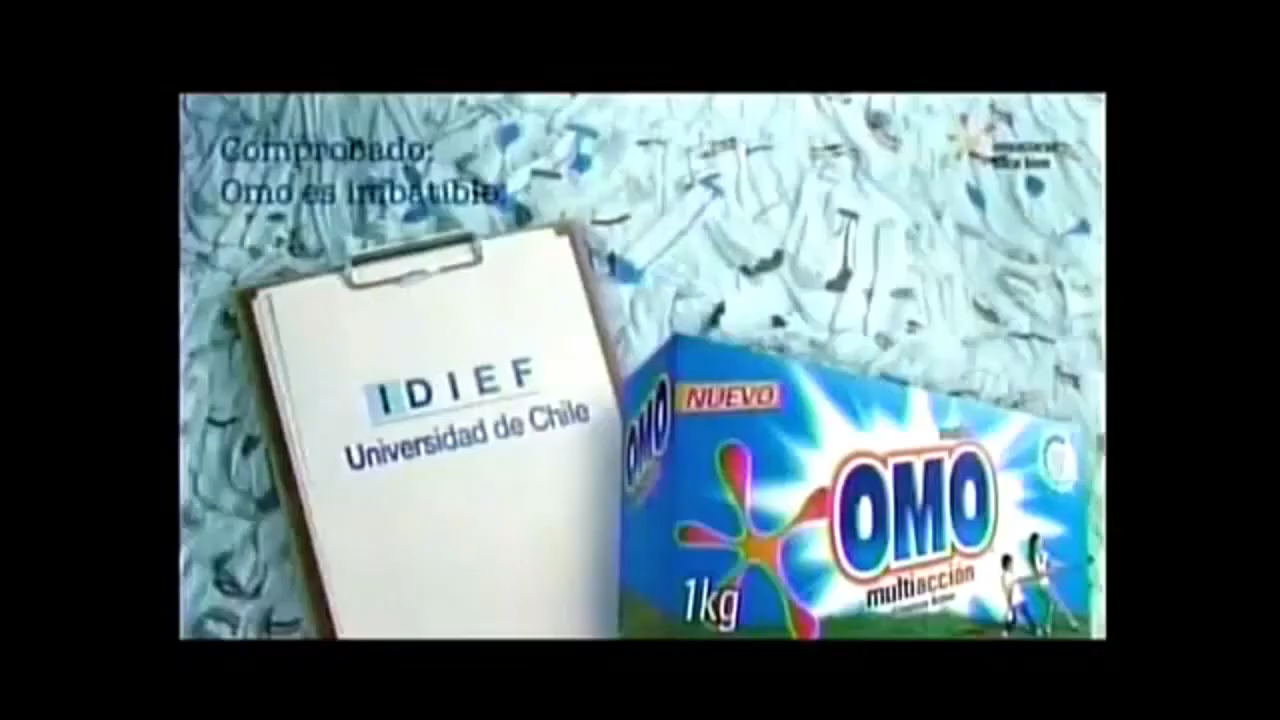 Comprobado:
Omo es imbatible.
IDIEF
Universidad de Chile
OMO
NUEVO
OMO
multiacción
1kg